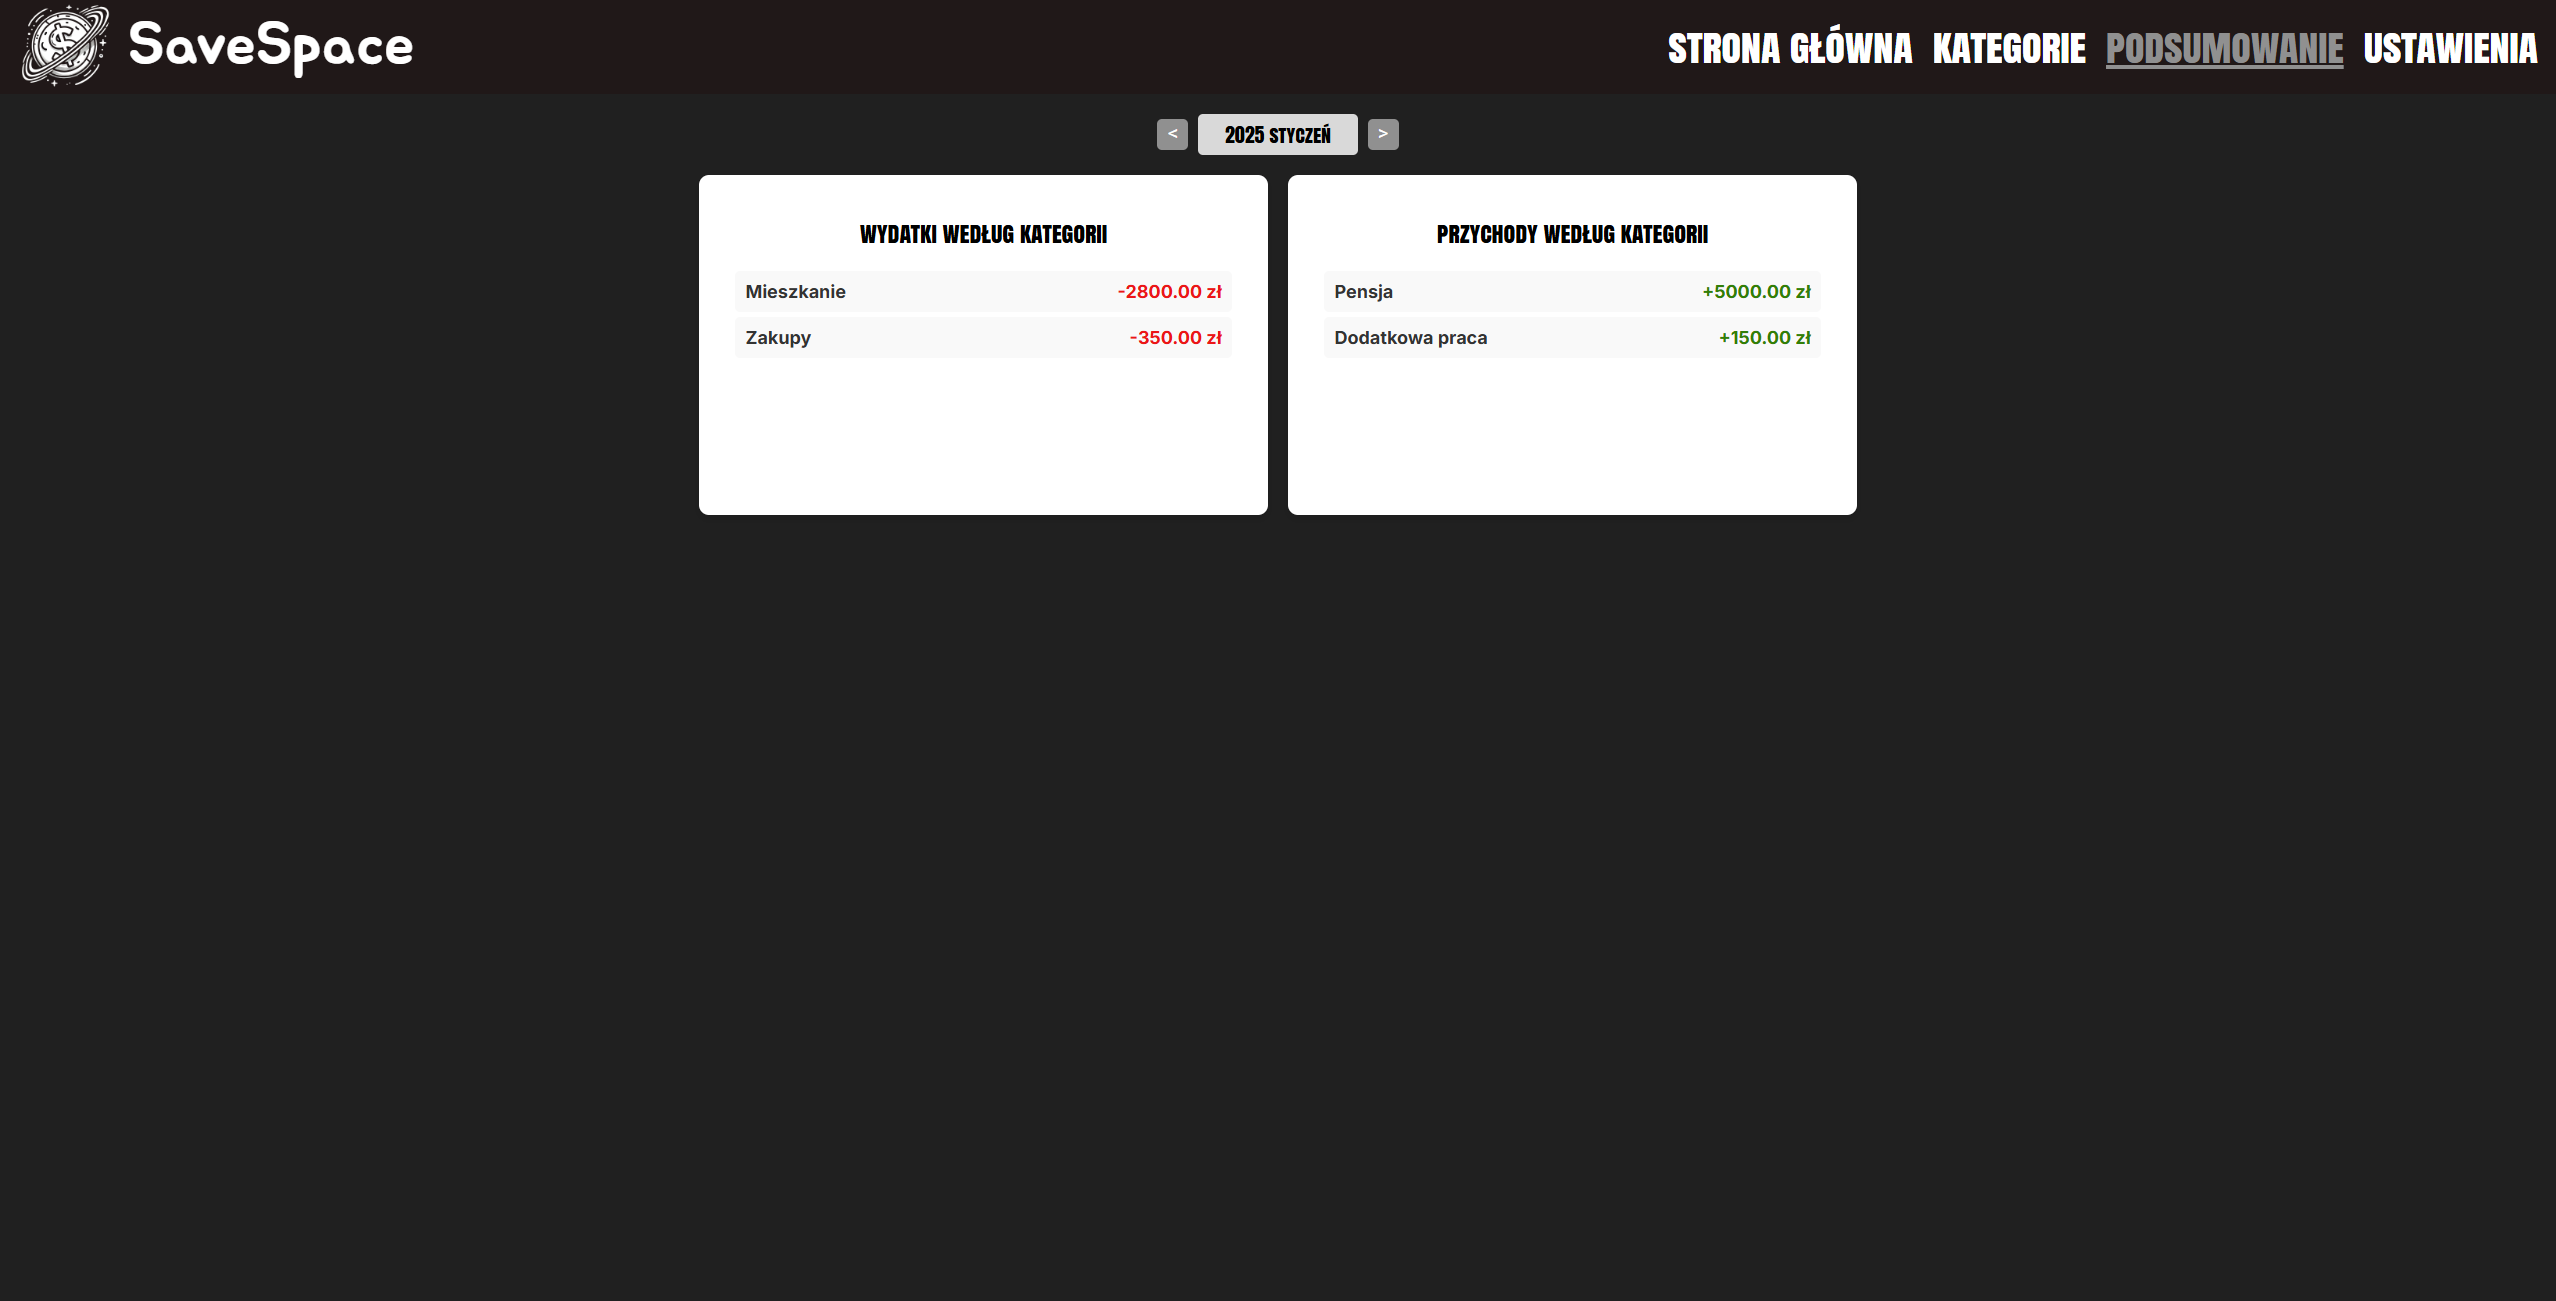 SaveSpace
STRONA GŁÓWNA KATEGORIE PODSUMOWANIE USTAWIENIA
< 2025 STYCZEŃ >
WYDATKI WEDŁUG KATEGORII
Mieszkanie -2800.00 zł
Zakupy -350.00 zł
PRZYCHODY WEDŁUG KATEGORII
Pensja +5000.00 zł
Dodatkowa praca +150.00 zł